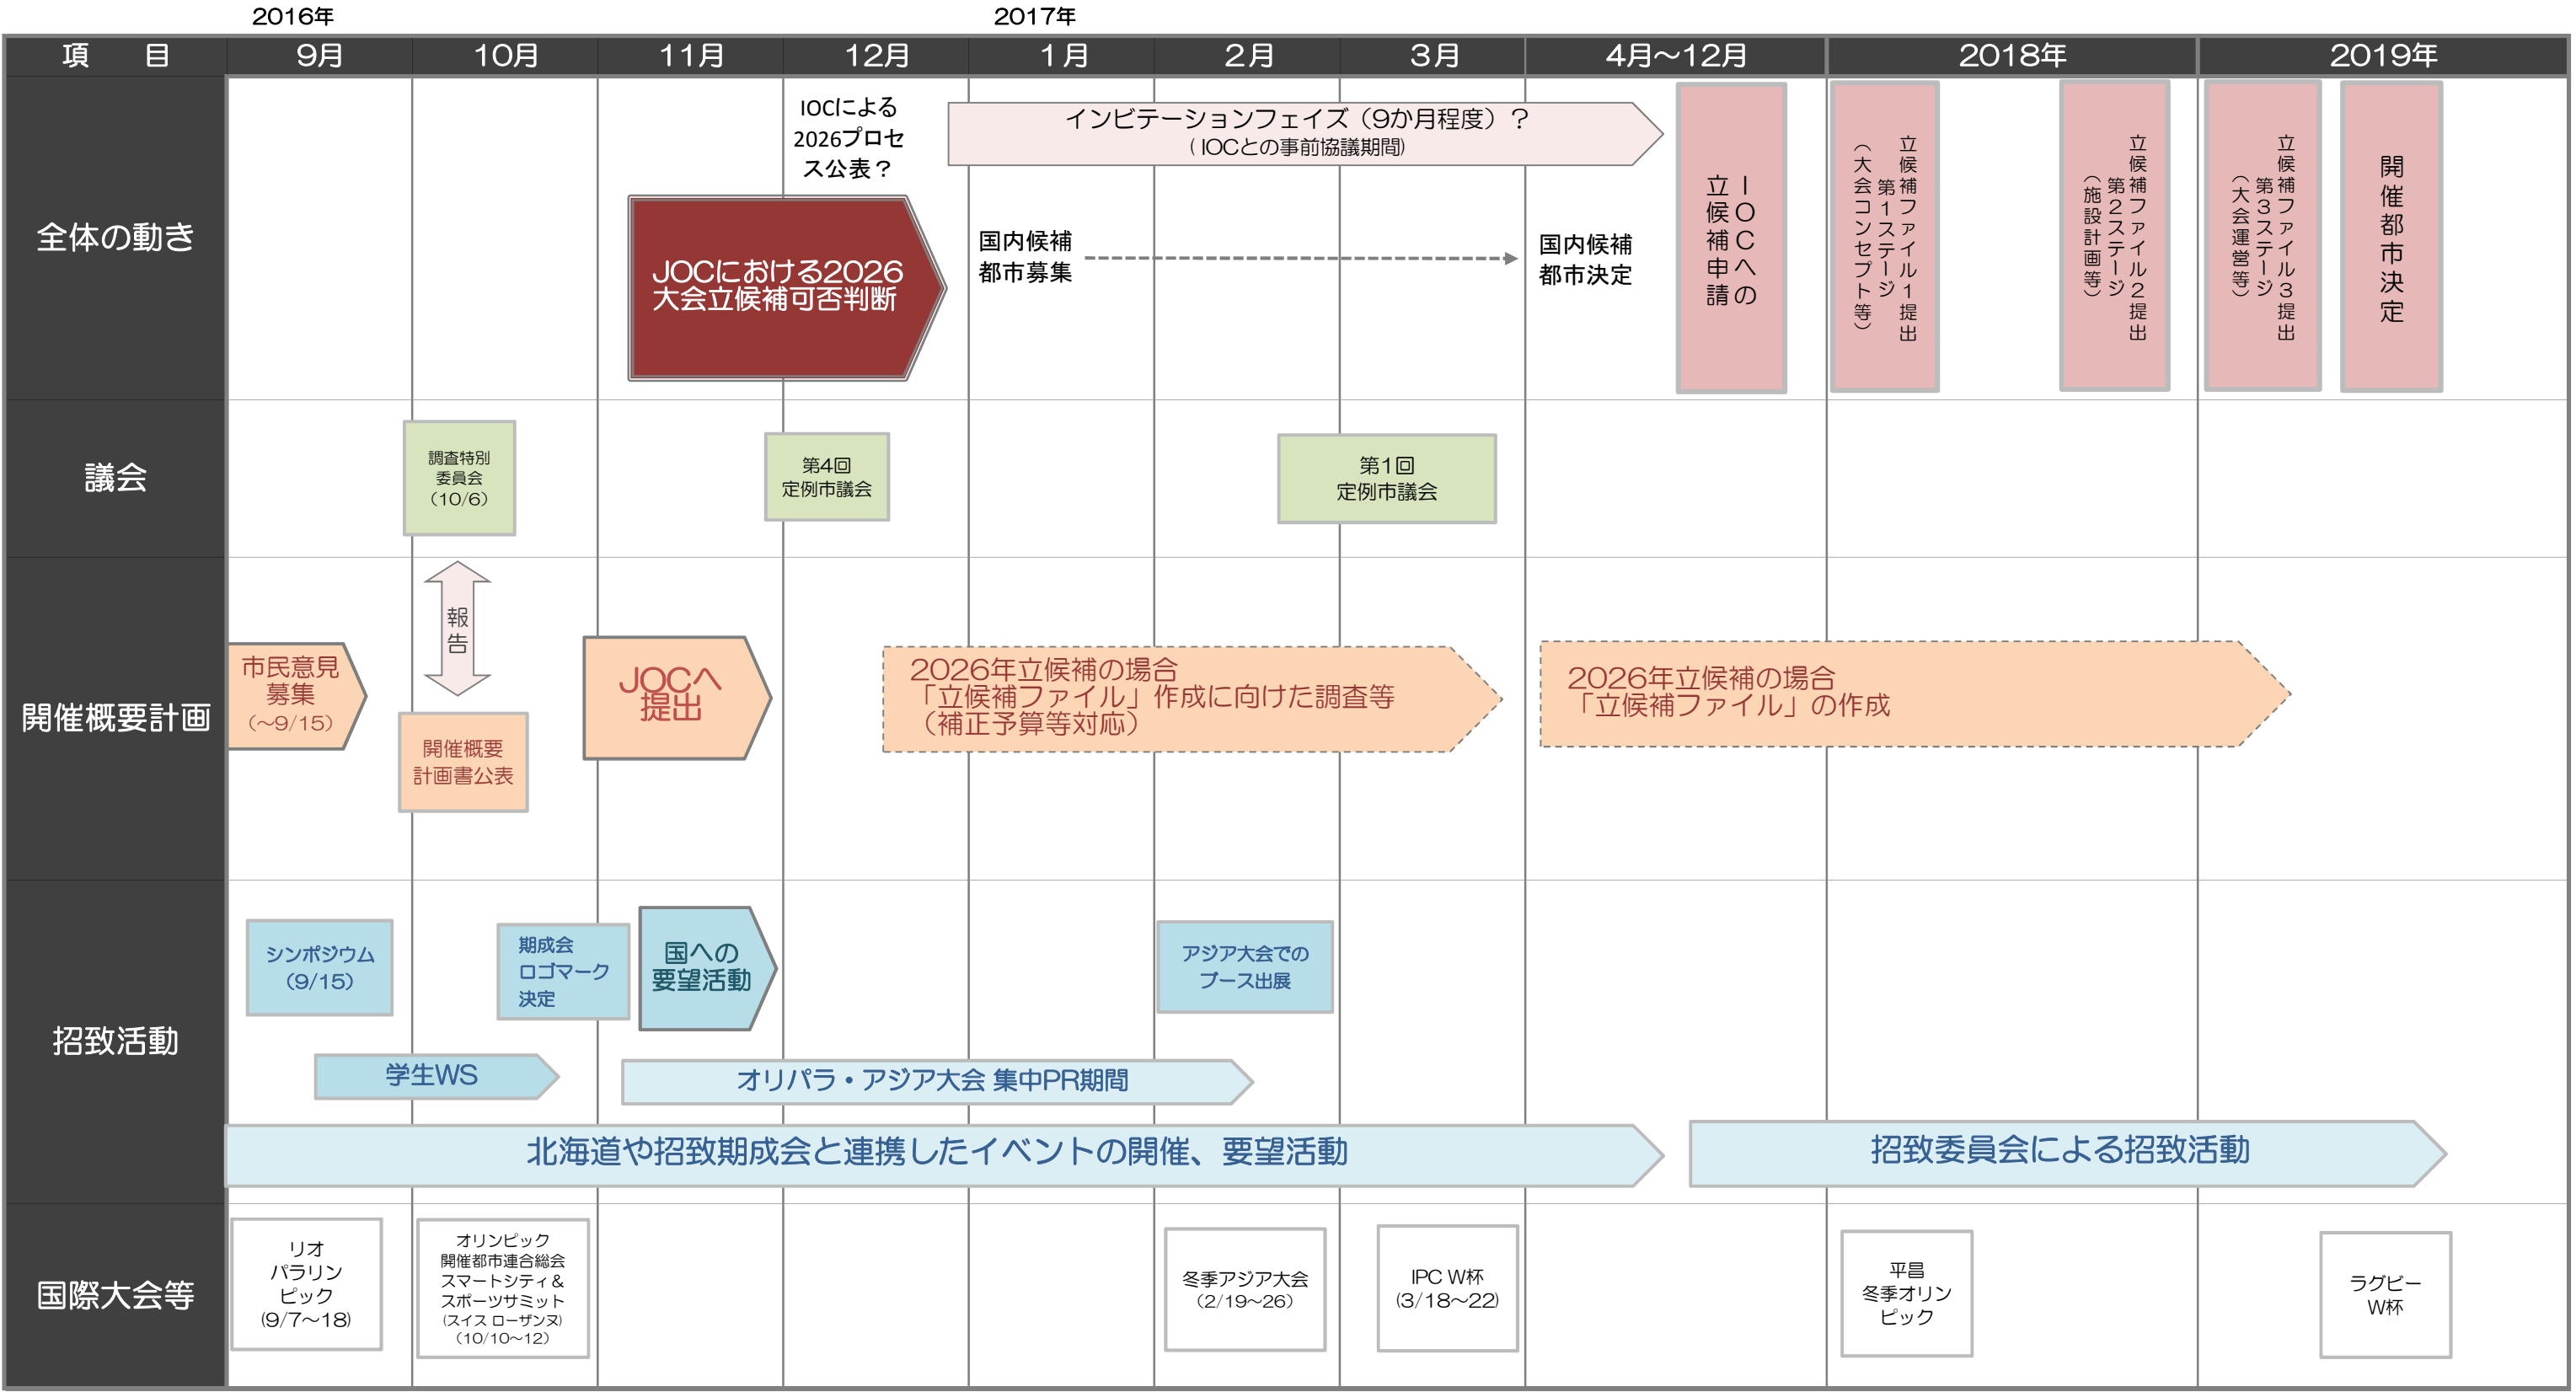 2016年
2017年
項　目
9月
10月
11月
12月
1月
2月
3月
4月～12月
2018年
2019年
全体の動き
IOCによる
2026プロセ
ス公表？
インビテーションフェイズ（9か月程度）？
( IOCとの事前協議期間)
JOCにおける2026
大会立候補可否判断
国内候補
都市募集
国内候補
都市決定
IOCへの
立候補申請
立候補ファイル1提出
第1ステージ
（大会コンセプト等）
立候補ファイル2提出
第2ステージ
（施設計画等）
立候補ファイル3提出
第3ステージ
（大会運営等）
開催都市決定
議会
調査特別
委員会
（10/6）
第4回
定例市議会
第1回
定例市議会
開催概要計画
市民意見
募集
（～9/15）
報告
開催概要
計画書公表
JOCへ
提出
2026年立候補の場合
「立候補ファイル」作成に向けた調査等
（補正予算等対応）
2026年立候補の場合
「立候補ファイル」の作成
招致活動
シンポジウム
（9/15）
期成会
ロゴマーク
決定
国への
要望活動
アジア大会での
ブース出展
学生WS
オリパラ・アジア大会 集中PR期間
北海道や招致期成会と連携したイベントの開催、要望活動
招致委員会による招致活動
国際大会等
リオ
パラリン
ピック
(9/7～18)
オリンピック
開催都市連合総会
スマートシティ＆
スポーツサミット
(スイス ローザンヌ)
（10/10～12）
冬季アジア大会
（2/19～26）
IPC W杯
(3/18～22)
平昌
冬季オリン
ピック
ラグビー
W杯